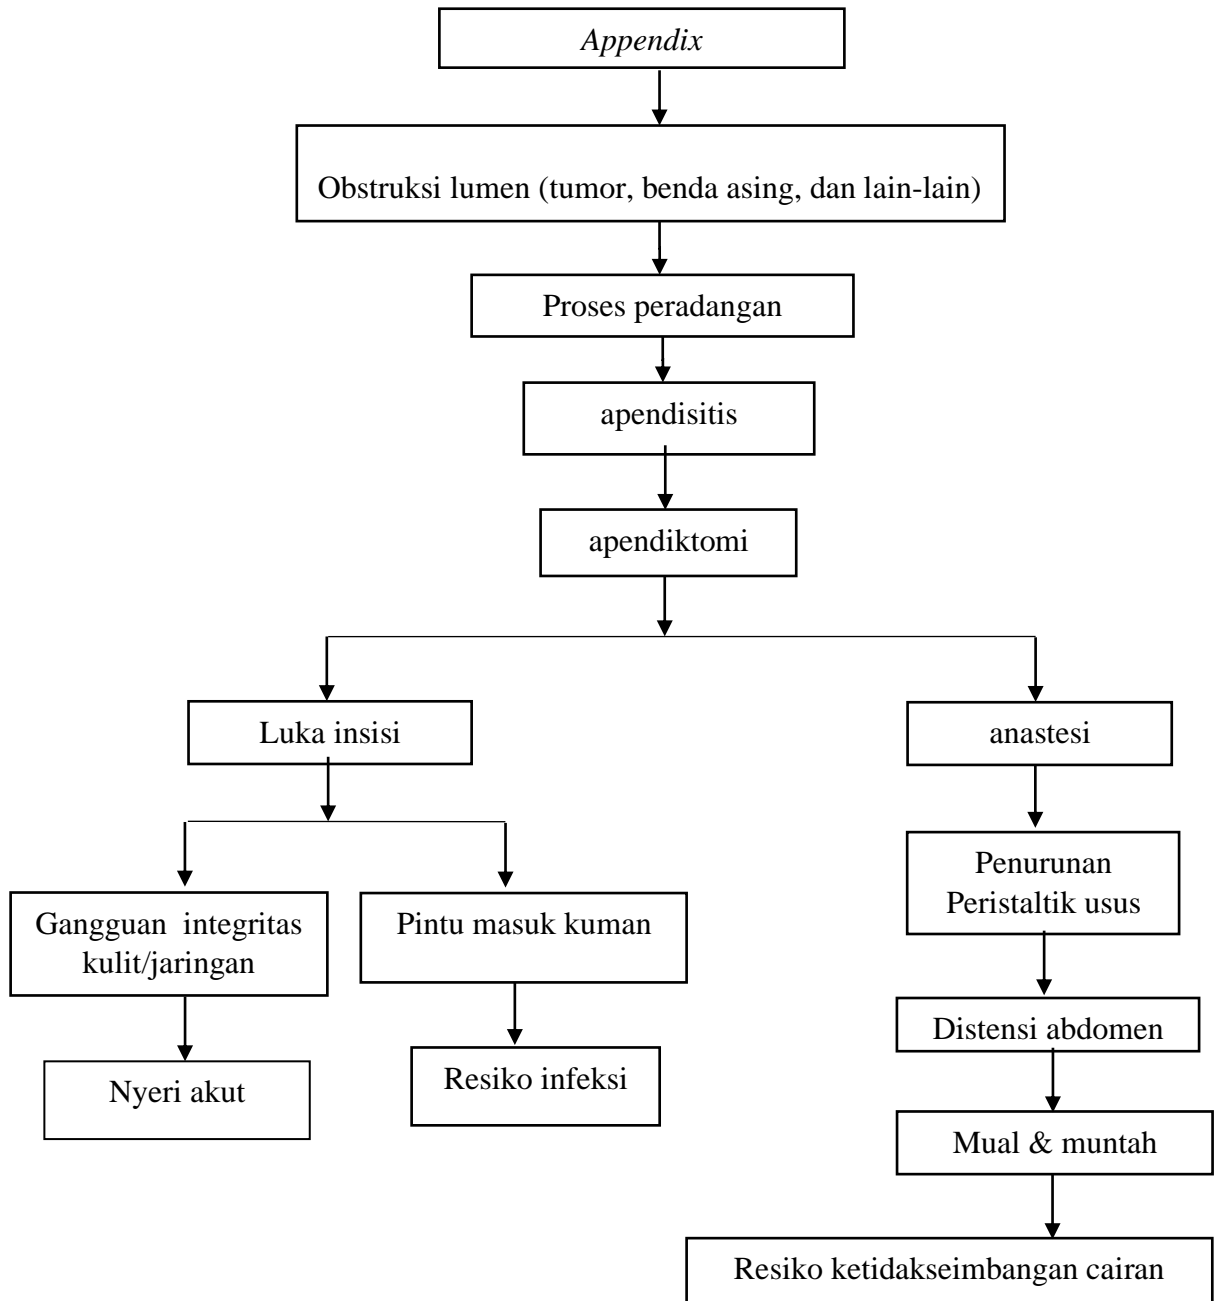 Appendix
Obstruksi lumen (tumor, benda asing, dan lain-lain)
Proses peradangan
apendisitis
apendiktomi
Luka insisi
anastesi
Penurunan
Peristaltik usus
Gangguan integritas
kulit/jaringan
Pintu masuk kuman
Distensi abdomen
Nyeri akut
Resiko infeksi
Mual & muntah
Resiko ketidakseimbangan cairan